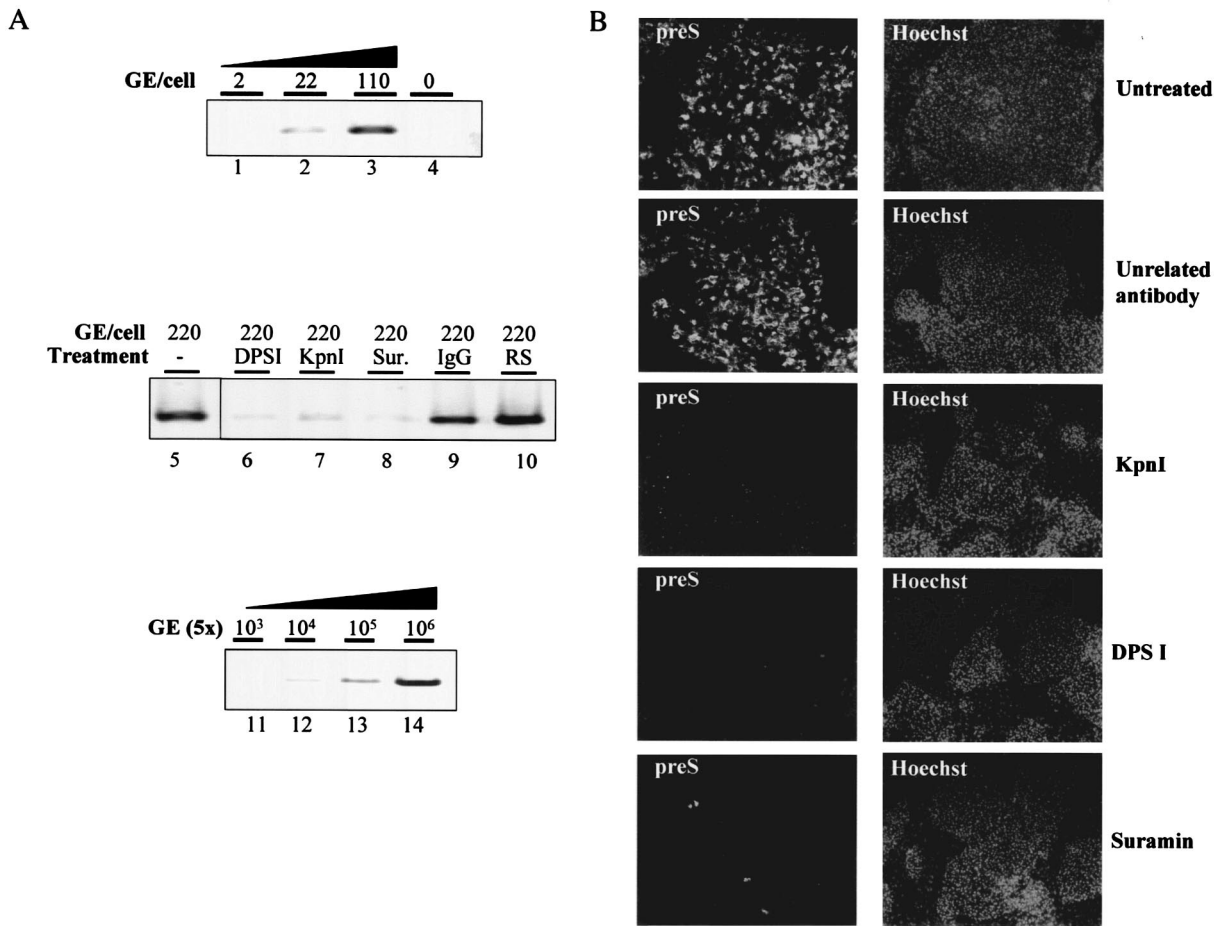 A
GE/cell 2 22 110 0
1 2 3 4
GE/cell 220 220 220 220 220 220
Treatment - DPSI KpnI Sur. IgG RS
5 6 7 8 9 10
GE (5x) 10³ 10⁴ 10⁵ 10⁶
11 12 13 14
B
preS Hoechst Untreated
preS Hoechst Unrelated
antibody
preS Hoechst KpnI
preS Hoechst DPS I
preS Hoechst Suramin